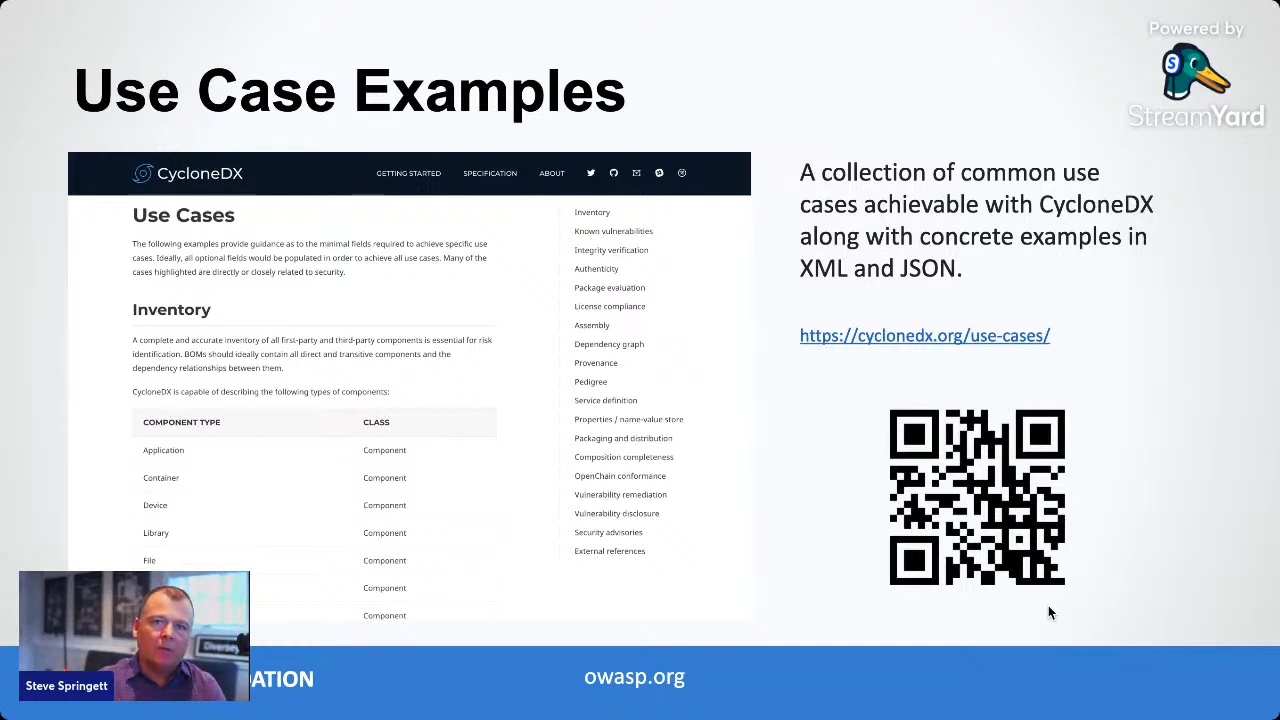 Powered by
StreamYard
Use Case Examples
CycloneDX
GETTING STARTED
SPECIFICATION
ABOUT
Use Cases
The following examples provide guidance as to the minimal fields required to achieve specific use
cases. Ideally, all optional fields would be populated in order to achieve all use cases. Many of the
cases highlighted are directly or closely related to security.
Inventory
A complete and accurate inventory of all first-party and third-party components is essential for risk
identification. BOMs should ideally contain all direct and transitive components and the
dependency relationships between them.
CycloneDX is capable of describing the following types of components:
COMPONENT TYPE CLASS
Application Component
Container Component
Device Component
Library Component
File Component
Component
Component
Inventory
Known vulnerabilities
Integrity verification
Authenticity
Package evaluation
License compliance
Assembly
Dependency graph
Provenance
Pedigree
Service definition
Properties / name-value store
Packaging and distribution
Composition completeness
OpenChain conformance
Vulnerability remediation
Vulnerability disclosure
Security advisories
External references
A collection of common use
cases achievable with CycloneDX
along with concrete examples in
XML and JSON.
https://cyclonedx.org/use-cases/
Steve Springett
DATION
owasp.org